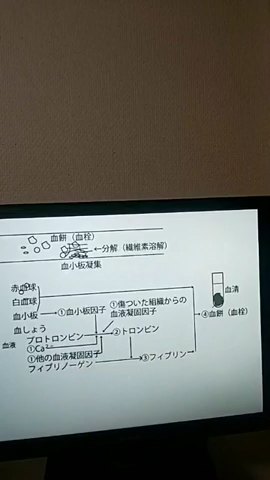 血餅(血栓)
←分解(繊維素溶解)
血小板凝集
赤血球
白血球
血小板→①血小板因子
①傷ついた組織からの
血液凝固因子
血しょう
血液
プロトロンビン
②トロンビン
①Ca²⁺
①他の血液凝固因子
フィブリノーゲン
③フィブリン
血清
④血餅(血栓)